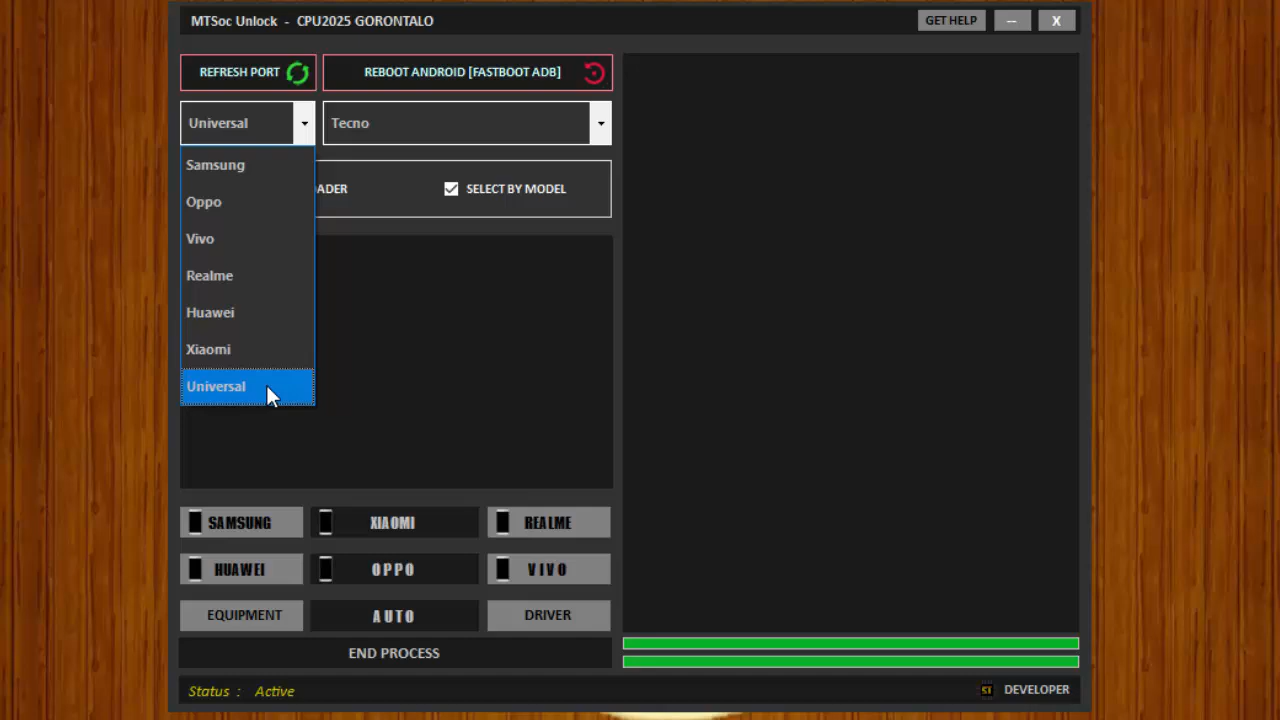 MTSoc Unlock - CPU2025 GORONTALO
GET HELP
--
X
REFRESH PORT
REBOOT ANDROID [FASTBOOT ADB]
Universal
Tecno
Samsung
Oppo
Vivo
Realme
Huawei
Xiaomi
Universal
ADER
SELECT BY MODEL
SAMSUNG
XIAOMI
REALME
HUAWEI
OPPO
VIVO
EQUIPMENT
AUTO
DRIVER
END PROCESS
Status : Active
ST
DEVELOPER